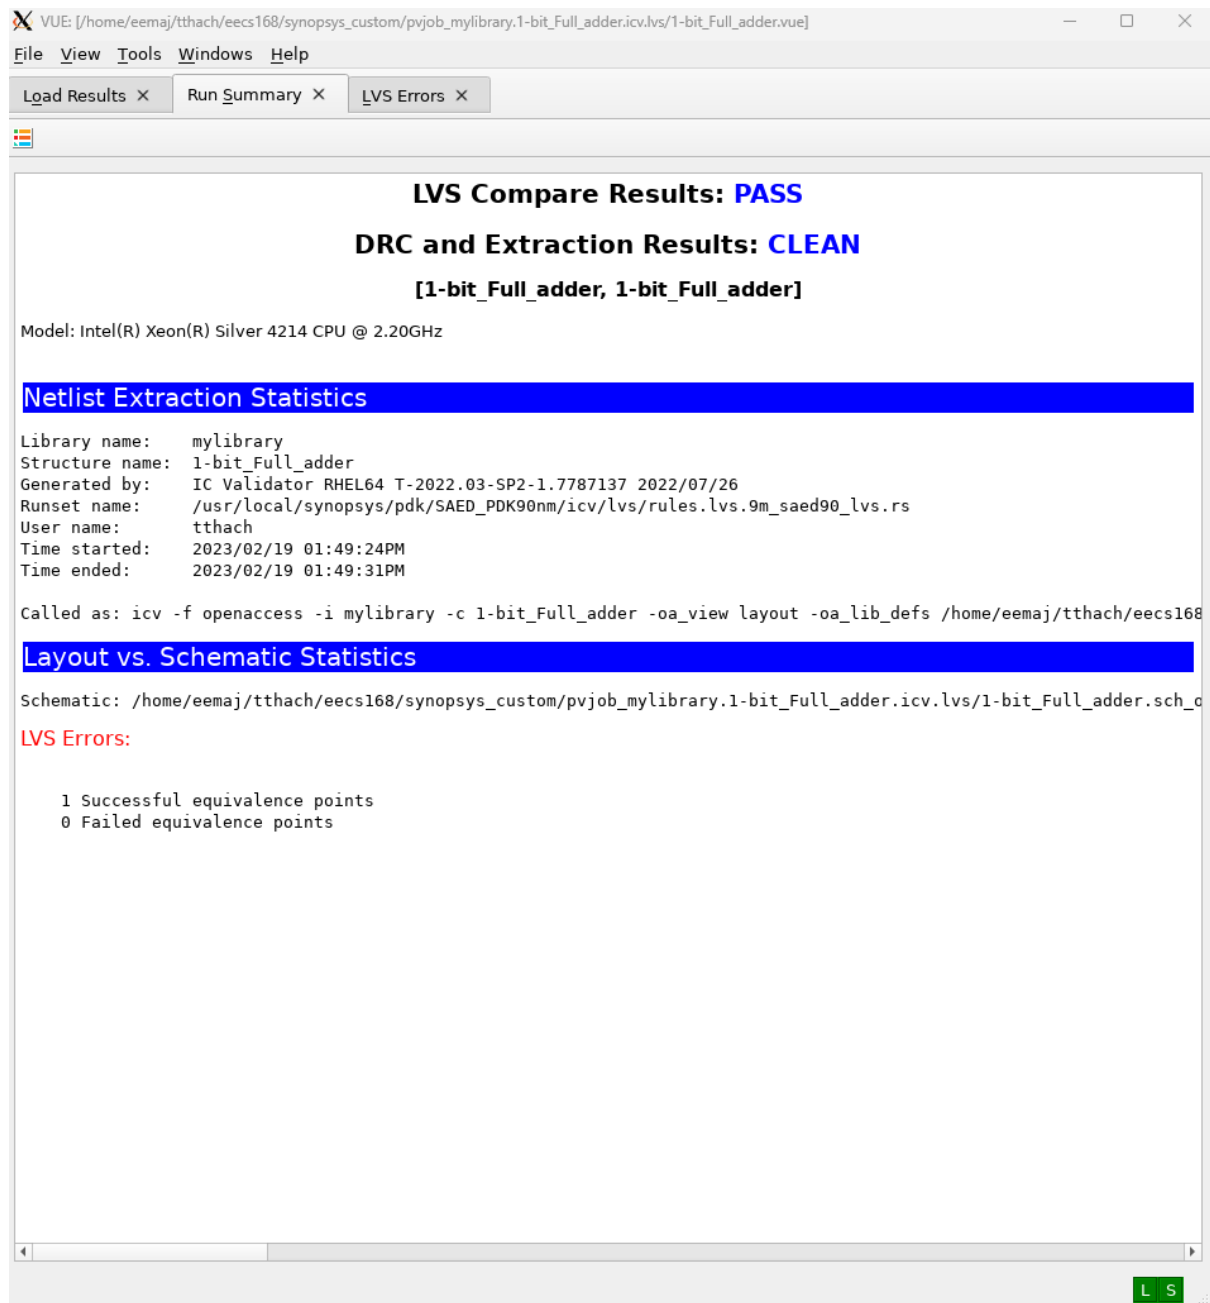 VUE: [/home/eemaj/tthach/eecs168/synopsys_custom/pvjob_mylibrary.1-bit_Full_adder.icv.lvs/1-bit_Full_adder.vue]
File View Tools Windows Help
Load Results Run Summary LVS Errors
LVS Compare Results: PASS
DRC and Extraction Results: CLEAN
[1-bit_Full_adder, 1-bit_Full_adder]
Model: Intel(R) Xeon(R) Silver 4214 CPU @ 2.20GHz
Netlist Extraction Statistics
Library name: mylibrary
Structure name: 1-bit_Full_adder
Generated by: IC Validator RHEL64 T-2022.03-SP2-1.7787137 2022/07/26
Runset name: /usr/local/synopsys/pdk/SAED_PDK90nm/icv/lvs/rules.lvs.9m_saed90_lvs.rs
User name: tthach
Time started: 2023/02/19 01:49:24PM
Time ended: 2023/02/19 01:49:31PM
Called as: icv -f openaccess -i mylibrary -c 1-bit_Full_adder -oa_view layout -oa_lib_defs /home/eemaj/tthach/eecs168
Layout vs. Schematic Statistics
Schematic: /home/eemaj/tthach/eecs168/synopsys_custom/pvjob_mylibrary.1-bit_Full_adder.icv.lvs/1-bit_Full_adder.sch_o
LVS Errors:
1 Successful equivalence points
0 Failed equivalence points
L S